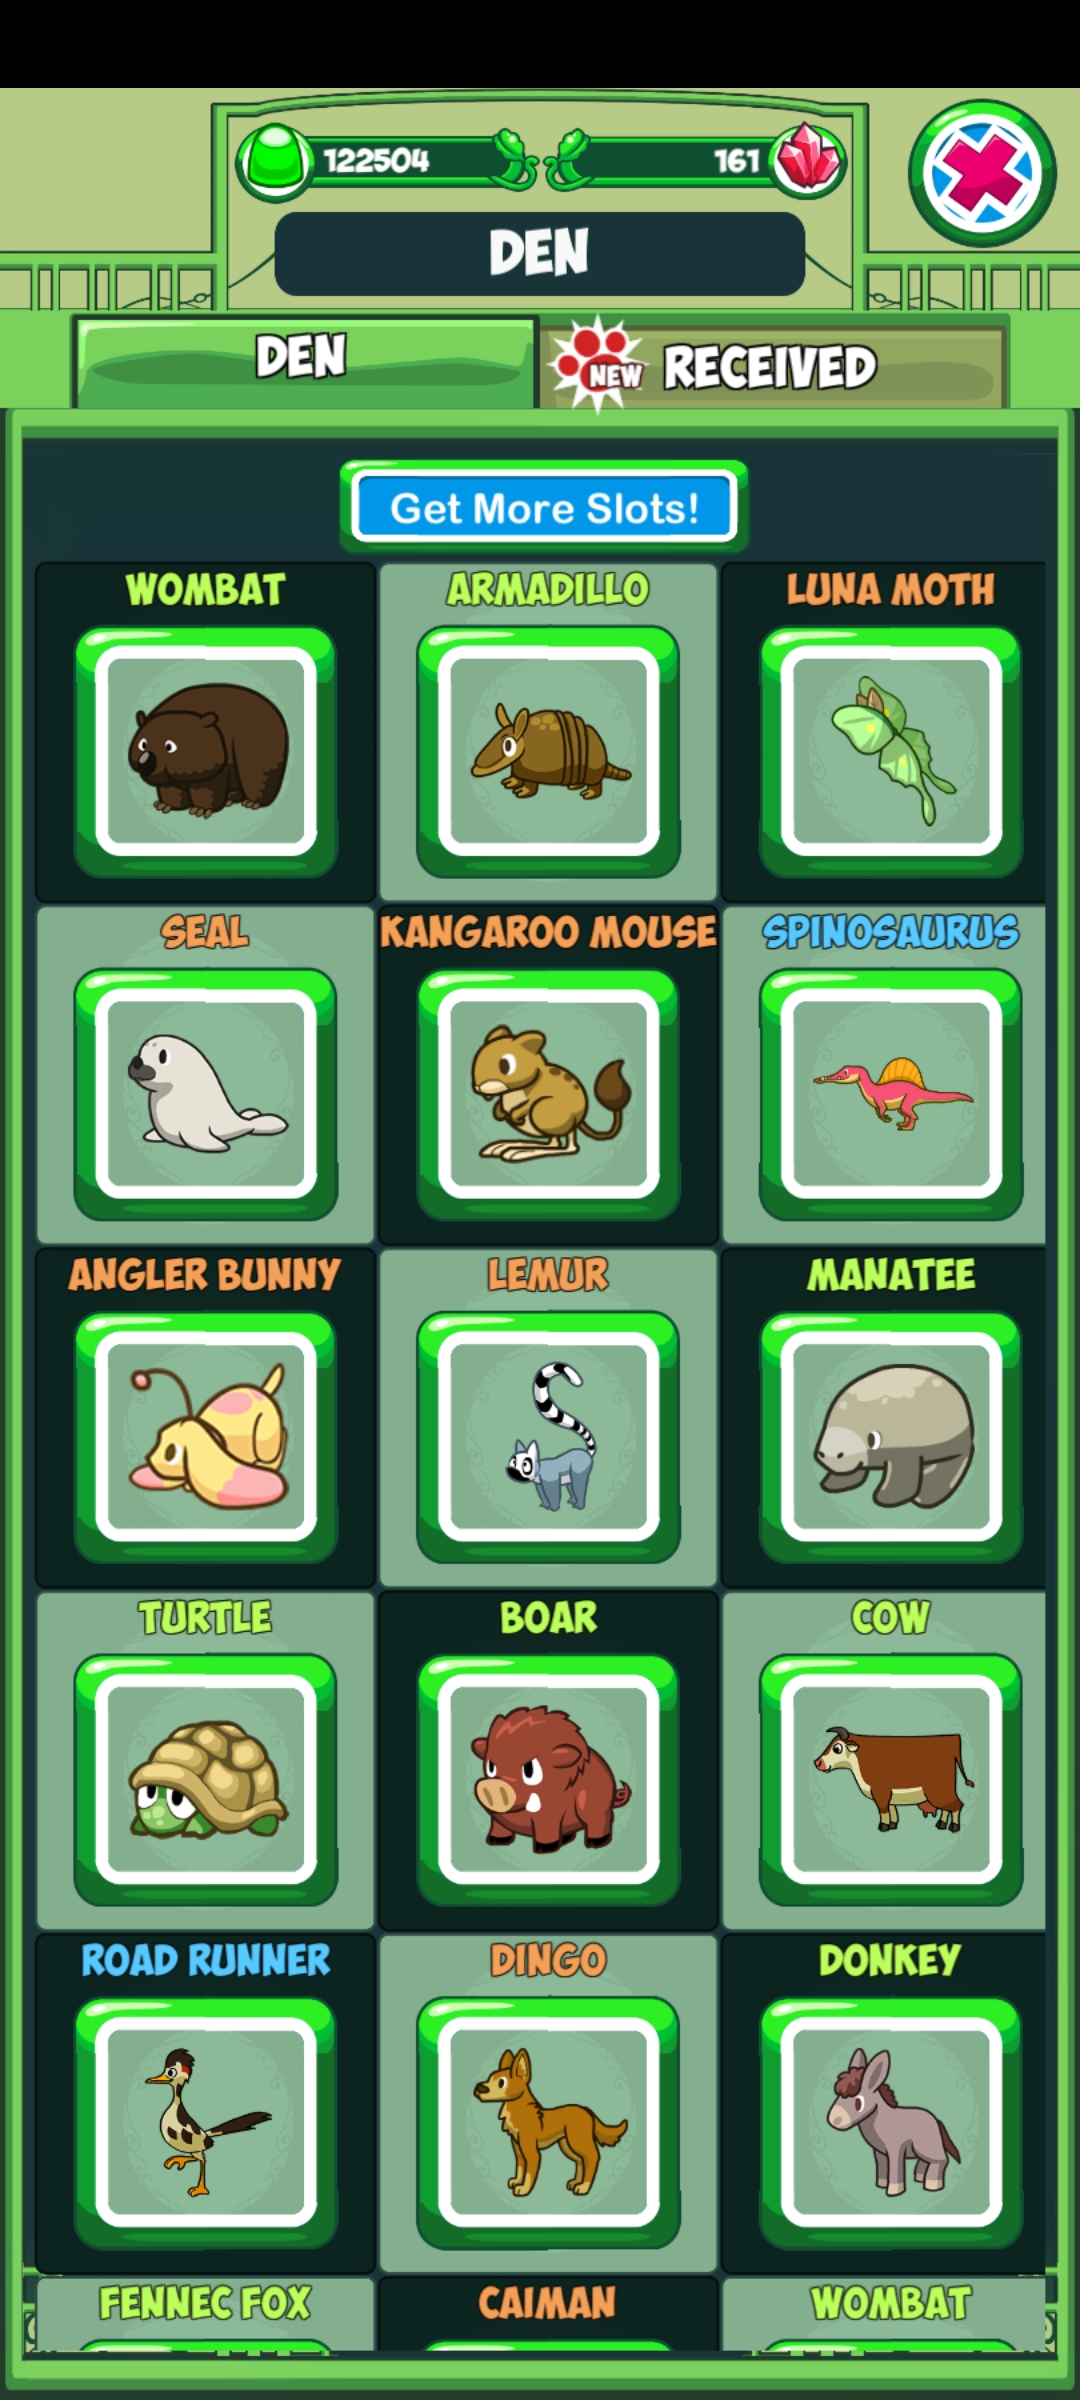 122504
161
DEN
DEN
NEW
RECEIVED
Get More Slots!
WOMBAT
ARMADILLO
LUNA MOTH
SEAL
KANGAROO MOUSE
SPINOSAURUS
ANGLER BUNNY
LEMUR
MANATEE
TURTLE
BOAR
COW
ROAD RUNNER
DINGO
DONKEY
FENNEC FOX
CAIMAN
WOMBAT